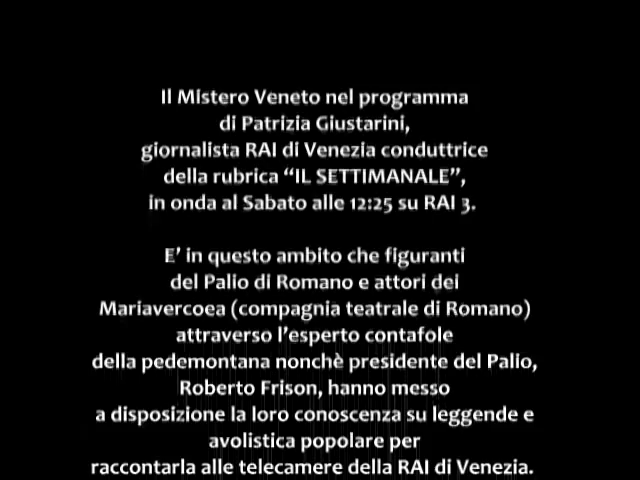 Il Mistero Veneto nel programma
di Patrizia Giustarini,
giornalista RAI di Venezia conduttrice
della rubrica “IL SETTIMANALE”,
in onda al Sabato alle 12:25 su RAI 3.
E’ in questo ambito che figuranti
del Palio di Romano e attori dei
Mariavercoea (compagnia teatrale di Romano)
attraverso l’esperto contafole
della pedemontana nonchè presidente del Palio,
Roberto Frison, hanno messo
a disposizione la loro conoscenza su leggende e
avolistica popolare per
raccontarla alle telecamere della RAI di Venezia.